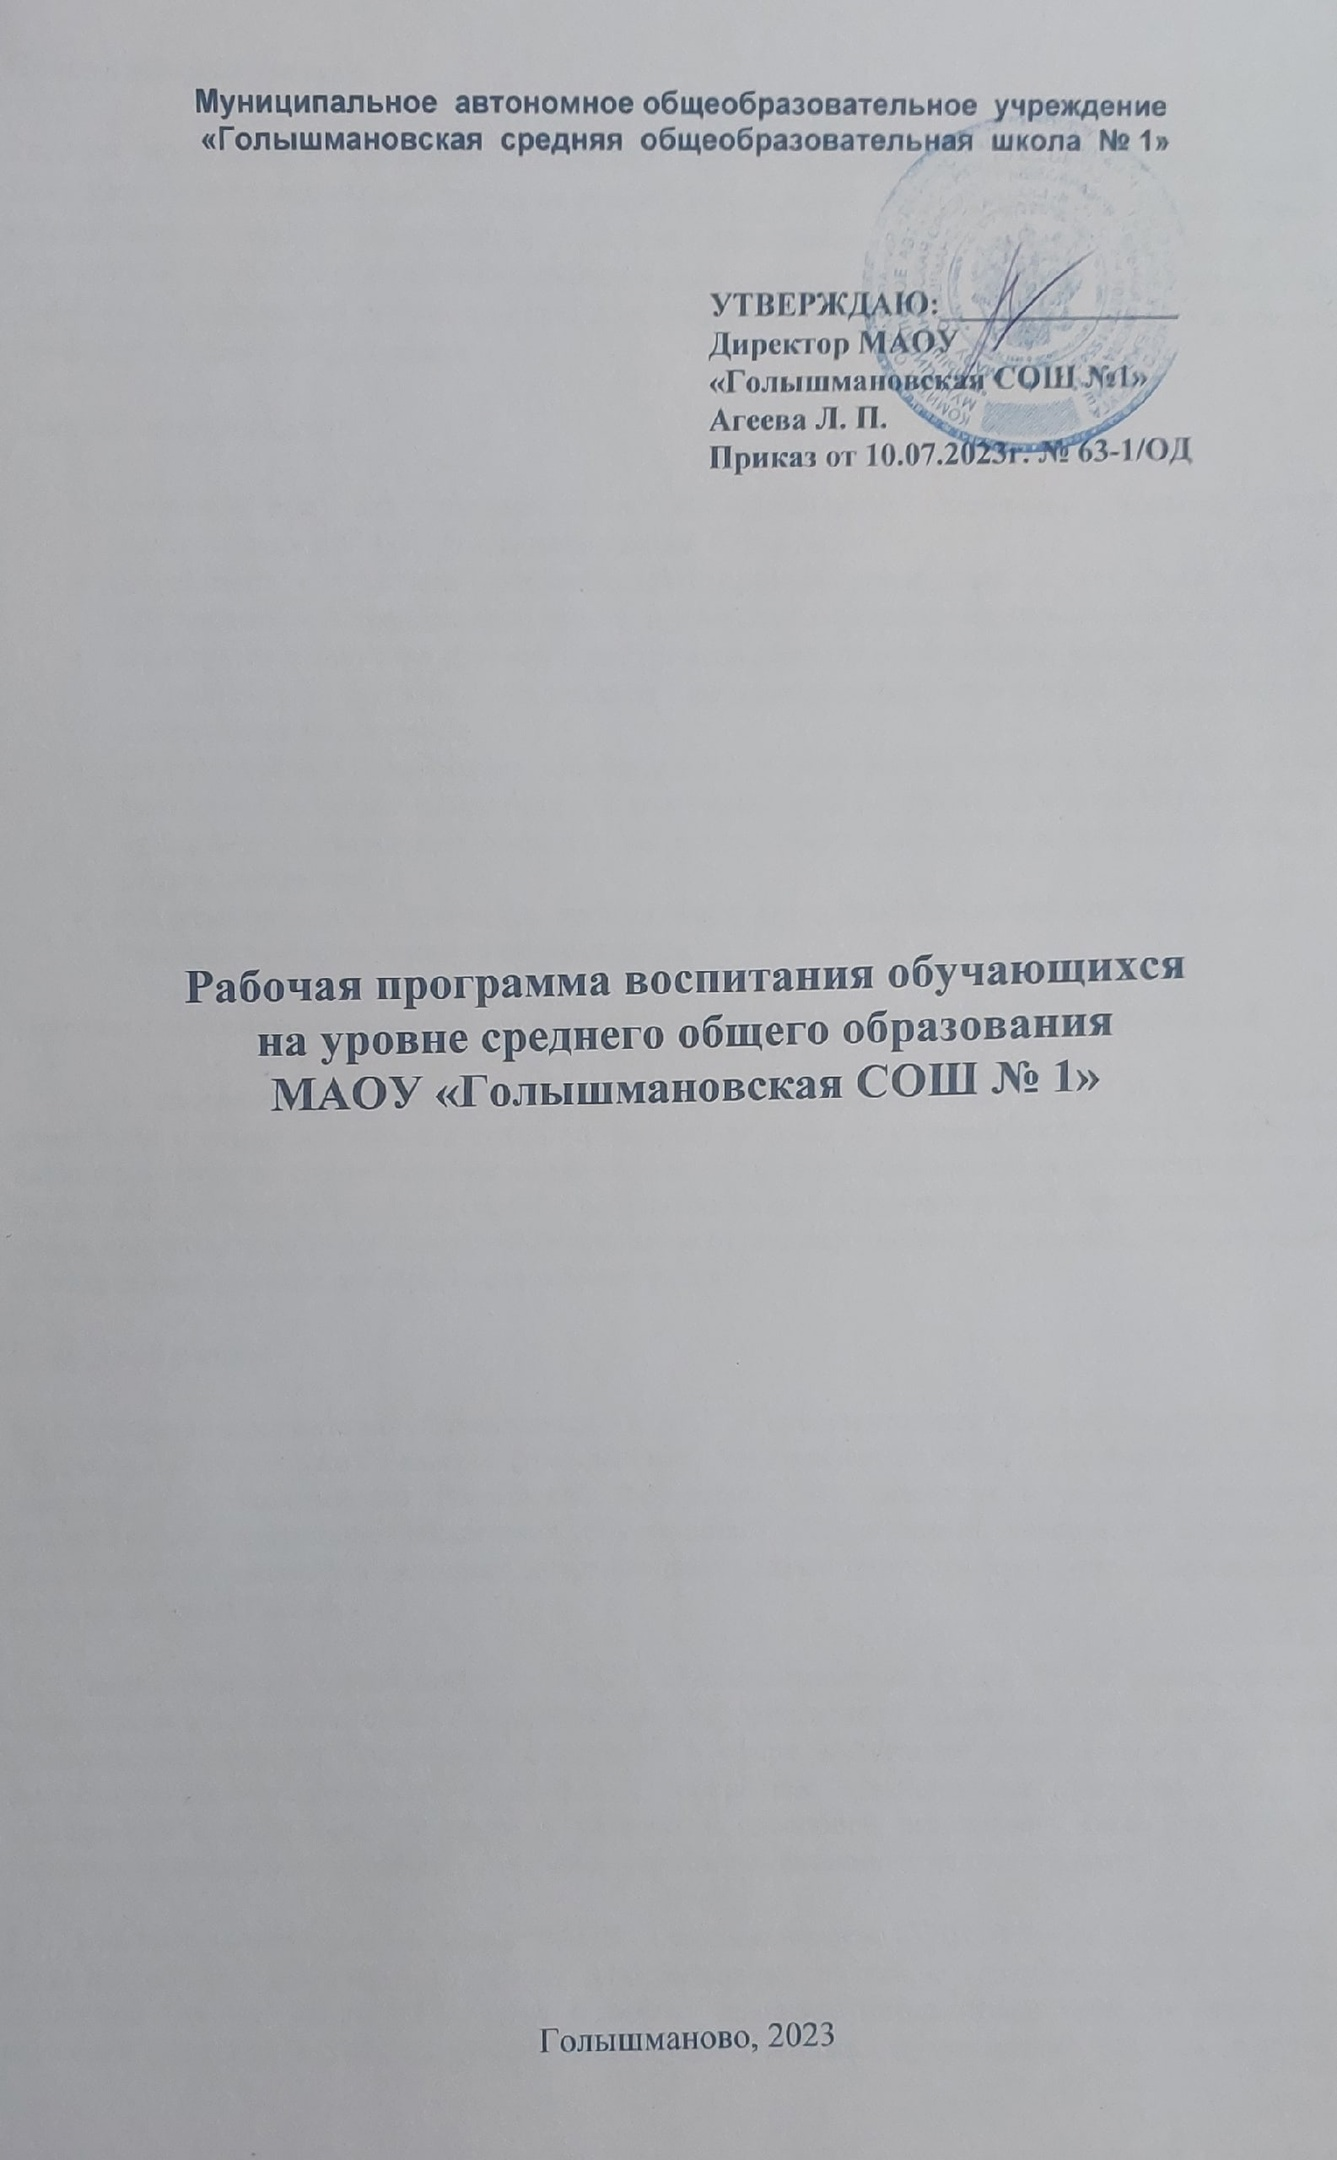 Муниципальное автономное общеобразовательное учреждение
«Голышмановская средняя общеобразовательная школа № 1»
УТВЕРЖДАЮ:
Директор МАОУ
«Голышмановская СОШ №1»
Агеева Л. П.
Приказ от 10.07.2023г. № 63-1/ОД
Рабочая программа воспитания обучающихся
на уровне среднего общего образования
МАОУ «Голышмановская СОШ № 1»
Голышманово, 2023